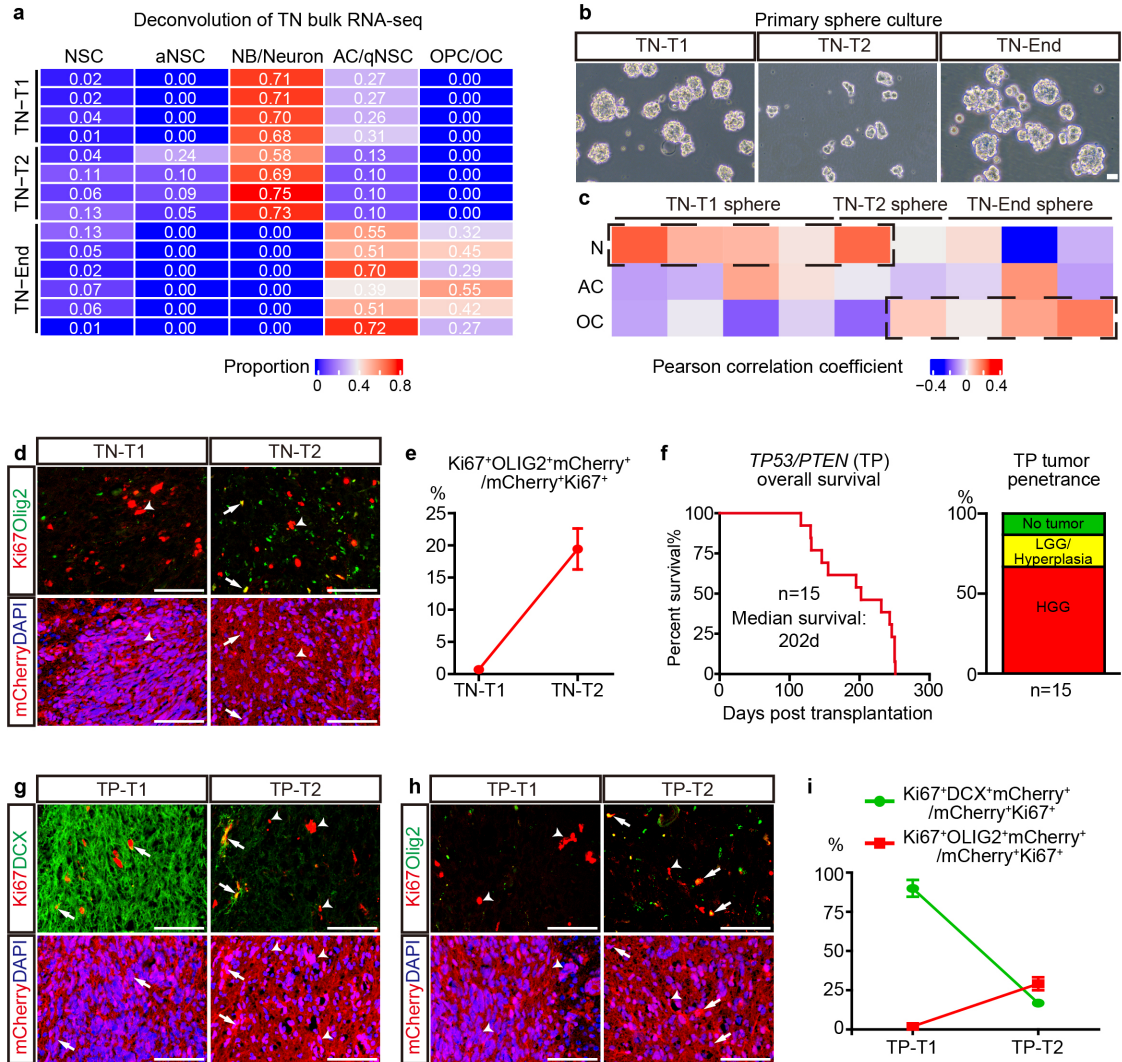 a
Deconvolution of TN bulk RNA-seq
NSC aNSC NB/Neuron AC/qNSC OPC/OC
TN−T1
0.02 0.00 0.71 0.27 0.00
0.02 0.00 0.71 0.27 0.00
0.04 0.00 0.70 0.26 0.00
0.01 0.00 0.68 0.31 0.00
TN−T2
0.04 0.24 0.58 0.13 0.00
0.11 0.10 0.69 0.10 0.00
0.06 0.09 0.75 0.10 0.00
0.13 0.05 0.73 0.10 0.00
TN−End
0.13 0.00 0.00 0.55 0.32
0.05 0.00 0.00 0.51 0.45
0.02 0.00 0.00 0.70 0.29
0.07 0.00 0.00 0.39 0.55
0.06 0.00 0.00 0.51 0.42
0.01 0.00 0.00 0.72 0.27
Proportion
0 0.4 0.8
b
Primary sphere culture
TN-T1 TN-T2 TN-End
c
TN-T1 sphere TN-T2 sphere TN-End sphere
N
AC
OC
Pearson correlation coefficient
−0.4 0 0.4
d
TN-T1 TN-T2
Ki67Olig2
mCherryDAPI
e
Ki67⁺OLIG2⁺mCherry⁺
/mCherry⁺Ki67⁺
%
25
20
15
10
5
0
TN-T1 TN-T2
f
TP53/PTEN (TP)
overall survival
Percent survival%
100
75
50
25
0
n=15
Median survival:
202d
0 100 200 300
Days post transplantation
TP tumor
penetrance
%
100
50
0
No tumor
LGG/
Hyperplasia
HGG
n=15
g
TP-T1 TP-T2
Ki67DCX
mCherryDAPI
h
TP-T1 TP-T2
Ki67Olig2
mCherryDAPI
i
Ki67⁺DCX⁺mCherry⁺
/mCherry⁺Ki67⁺
Ki67⁺OLIG2⁺mCherry⁺
/mCherry⁺Ki67⁺
%
100
75
50
25
0
TP-T1 TP-T2